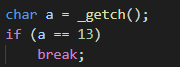 char a = _getch();
if (a == 13)
    break;